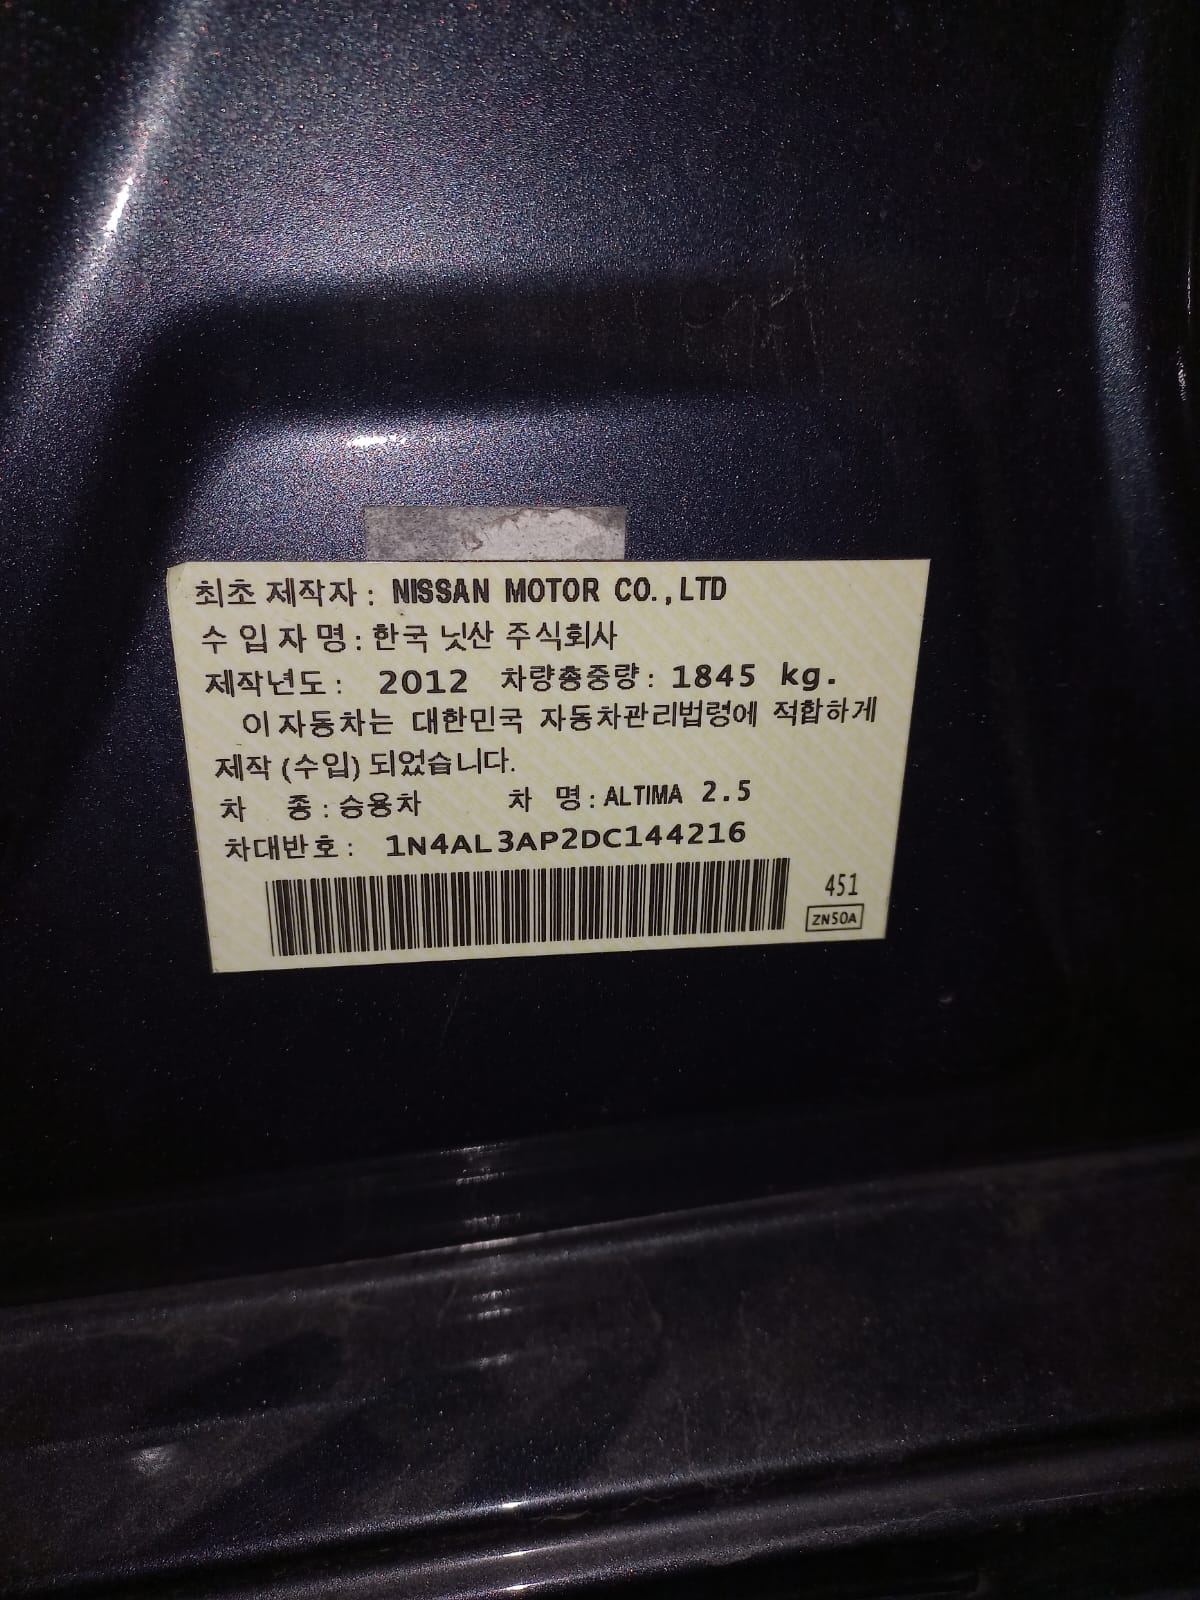 최초 제작자 : NISSAN MOTOR CO.,LTD
수 입 자 명 : 한국 닛산 주식회사
제작년도 : 2012 차량총중량 : 1845 kg.
이 자동차는 대한민국 자동차관리법령에 적합하게
제작 (수입) 되었습니다.
차 종 : 승용차 차 명 : ALTIMA 2.5
차대번호 : 1N4AL3AP2DC144216
451
ZN50A